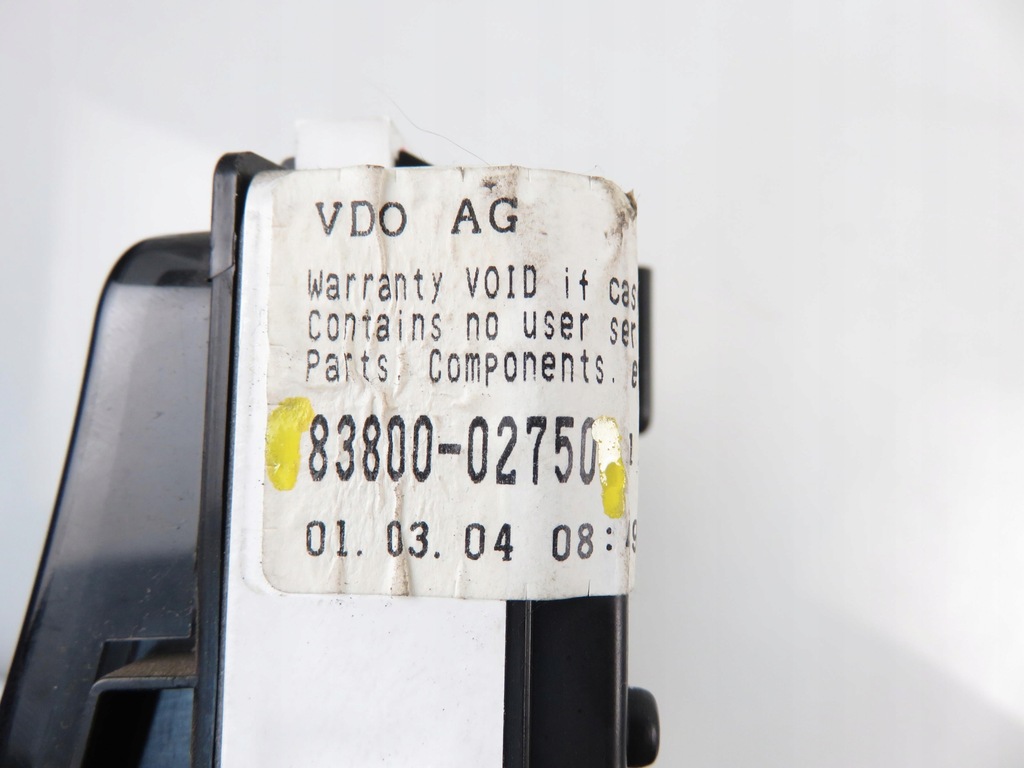 VDO AG
Warranty VOID if cas
Contains no user ser
Parts. Components. e
83800-02750
01. 03. 04 08: